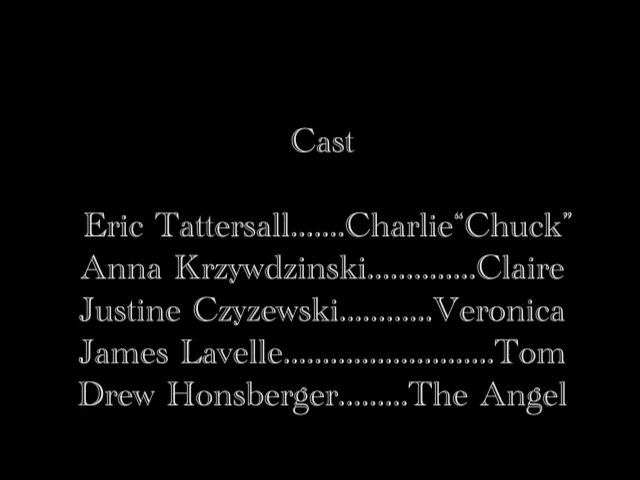 Cast
Eric Tattersall.......Charlie“Chuck”
Anna Krzywdzinski..............Claire
Justine Czyzewski............Veronica
James Lavelle...........................Tom
Drew Honsberger.........The Angel